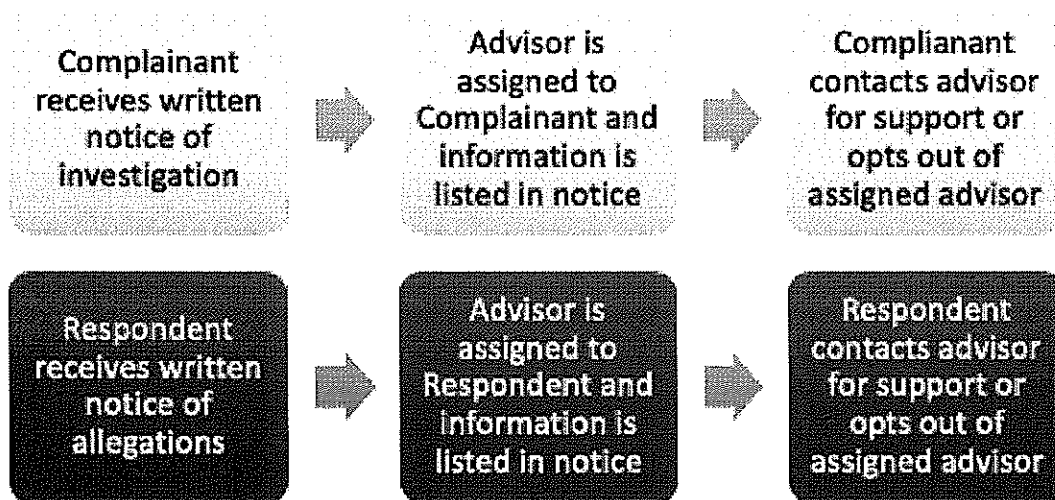 Complainant
receives written
notice of
investigation
Advisor is
assigned to
Complainant and
information is
listed in notice
Complianant
contacts advisor
for support or
opts out of
assigned advisor
Respondent
receives written
notice of
allegations
Advisor is
assigned to
Respondent and
information is
listed in notice
Respondent
contacts advisor
for support or
opts out of
assigned advisor